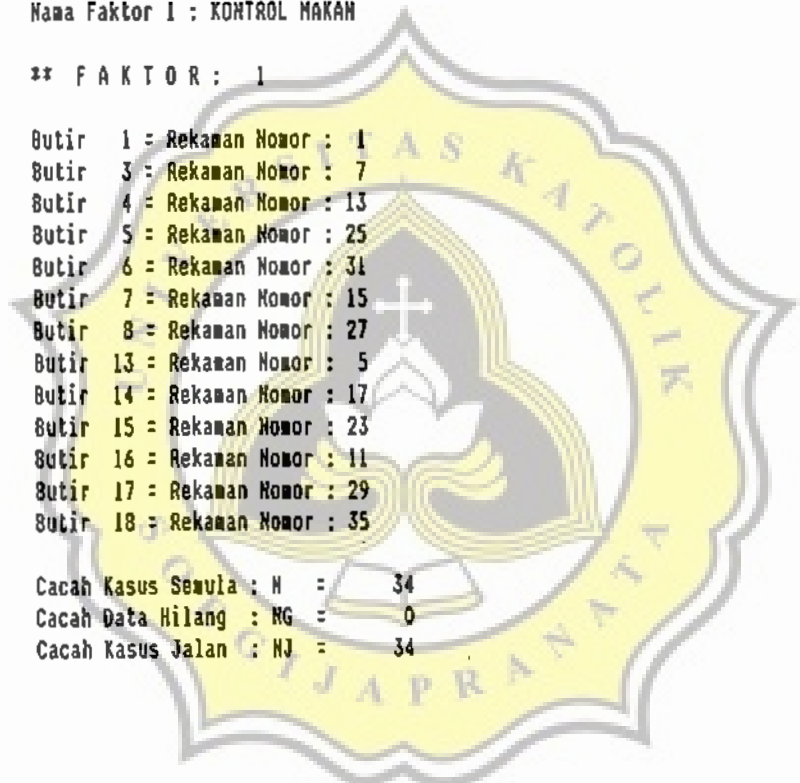 Nama Faktor 1 : KONTROL MAKAN
** F A K T O R : 1
Butir 1 = Rekaman Nomor : 1
Butir 3 = Rekaman Nomor : 7
Butir 4 = Rekaman Nomor : 13
Butir 5 = Rekaman Nomor : 25
Butir 6 = Rekaman Nomor : 31
Butir 7 = Rekaman Nomor : 15
Butir 8 = Rekaman Nomor : 27
Butir 13 = Rekaman Nomor : 5
Butir 14 = Rekaman Nomor : 17
Butir 15 = Rekaman Nomor : 23
Butir 16 = Rekaman Nomor : 11
Butir 17 = Rekaman Nomor : 29
Butir 18 = Rekaman Nomor : 35
Cacah Kasus Semula : N = 34
Cacah Data Hilang : NG = 0
Cacah Kasus Jalan : NJ = 34
UNIVERSITAS KATOLIK
SOEGIJAPRANATA